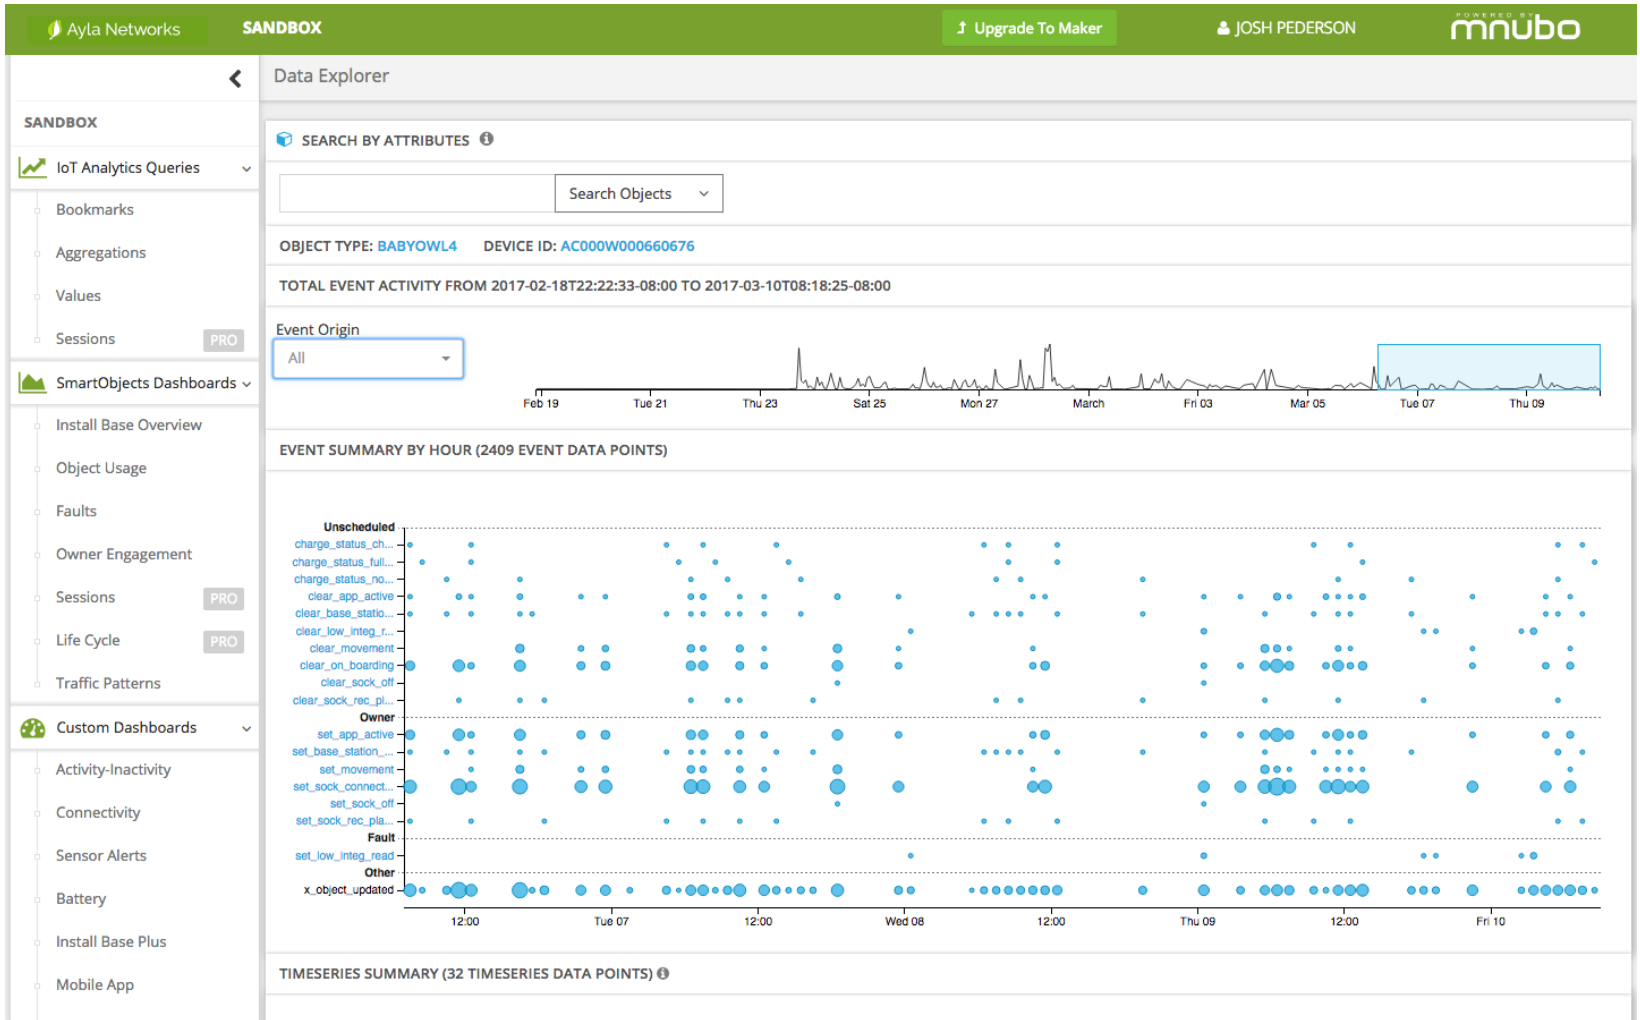 Ayla Networks SANDBOX Upgrade To Maker JOSH PEDERSON POWERED BY mnubo
Data Explorer
SANDBOX
IoT Analytics Queries
Bookmarks
Aggregations
Values
Sessions PRO
SmartObjects Dashboards
Install Base Overview
Object Usage
Faults
Owner Engagement
Sessions PRO
Life Cycle PRO
Traffic Patterns
Custom Dashboards
Activity-Inactivity
Connectivity
Sensor Alerts
Battery
Install Base Plus
Mobile App
SEARCH BY ATTRIBUTES
Search Objects
OBJECT TYPE: BABYOWL4 DEVICE ID: AC000W000660676
TOTAL EVENT ACTIVITY FROM 2017-02-18T22:22:33-08:00 TO 2017-03-10T08:18:25-08:00
Event Origin
All
Feb 19 Tue 21 Thu 23 Sat 25 Mon 27 March Fri 03 Mar 05 Tue 07 Thu 09
EVENT SUMMARY BY HOUR (2409 EVENT DATA POINTS)
Unscheduled
charge_status_ch...
charge_status_full...
charge_status_no...
clear_app_active
clear_base_statio...
clear_low_integ_r...
clear_movement
clear_on_boarding
clear_sock_off
clear_sock_rec_pl...
Owner
set_app_active
set_base_station_...
set_movement
set_sock_connect...
set_sock_off
set_sock_rec_pla...
Fault
set_low_integ_read
Other
x_object_updated
12:00 Tue 07 12:00 Wed 08 12:00 Thu 09 12:00 Fri 10
TIMESERIES SUMMARY (32 TIMESERIES DATA POINTS)